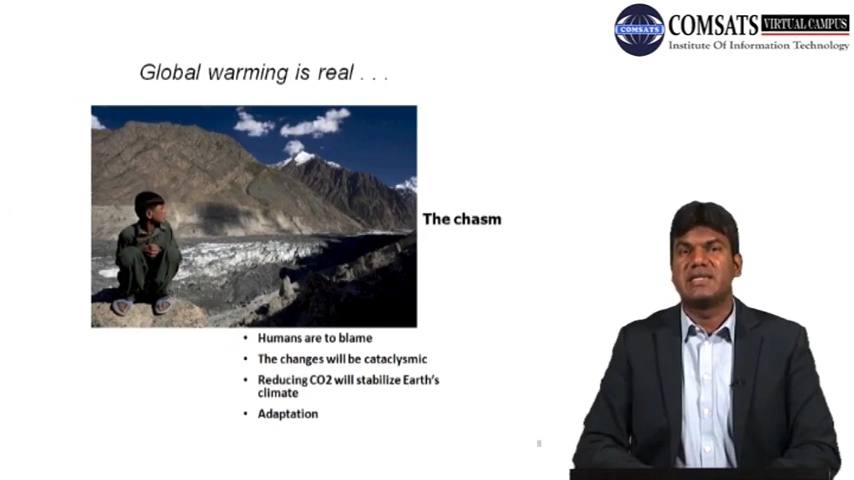 COMSATS VIRTUAL CAMPUS
COMSATS
Institute Of Information Technology
Global warming is real . . .
The chasm
• Humans are to blame
• The changes will be cataclysmic
• Reducing CO2 will stabilize Earth's
climate
• Adaptation